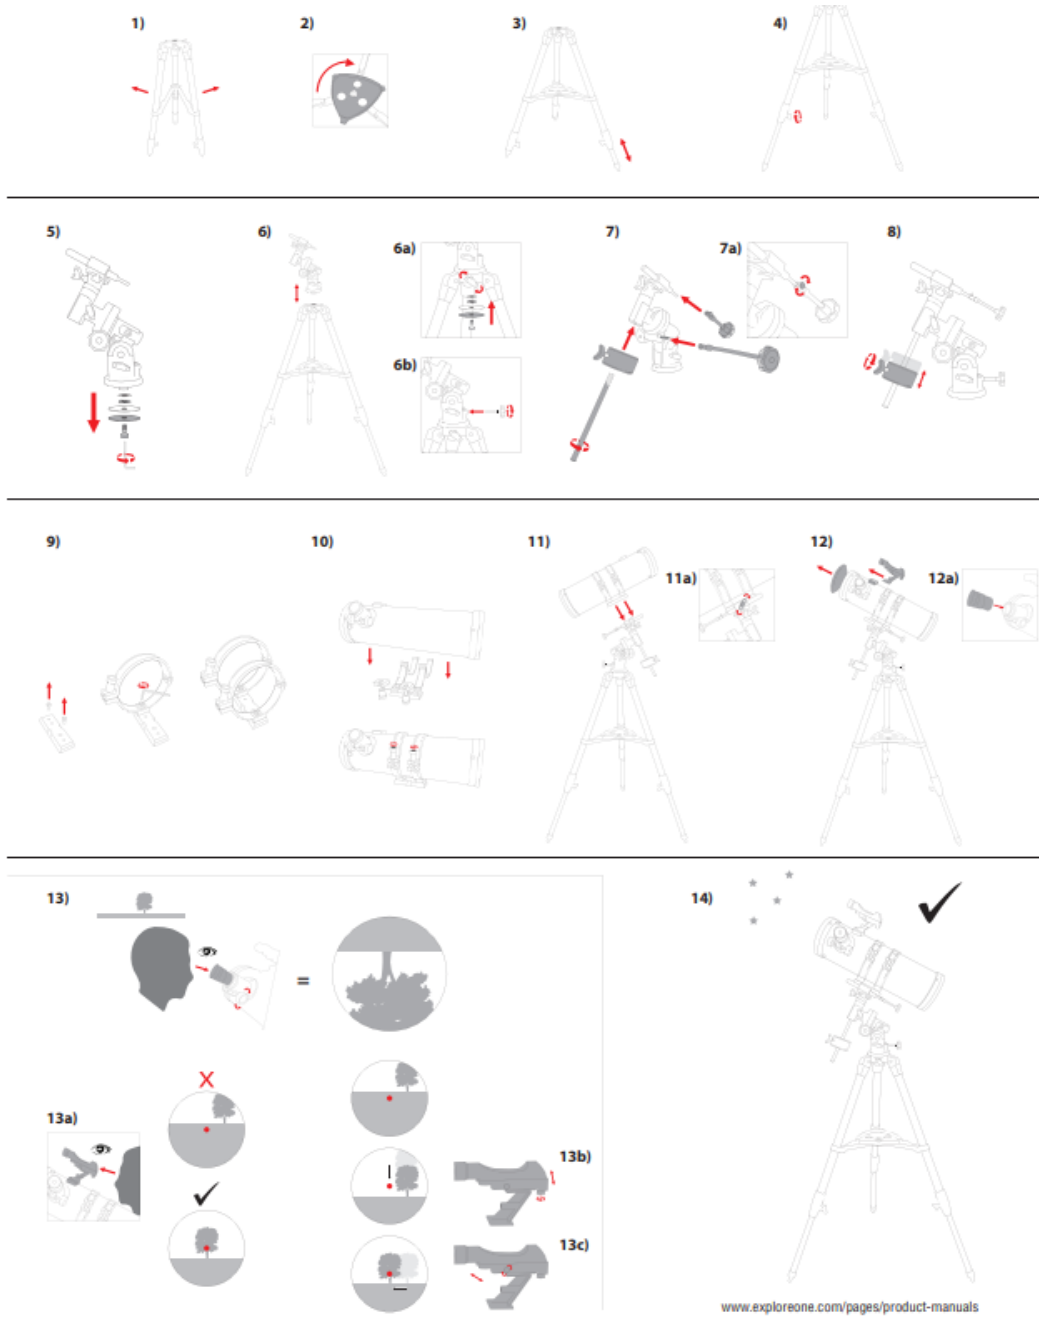 1)
2)
3)
4)
5)
6)
6a)
6b)
7)
7a)
8)
9)
10)
11)
11a)
12)
12a)
13)
=
X
13a)
13b)
13c)
14)
www.exploreone.com/pages/product-manuals